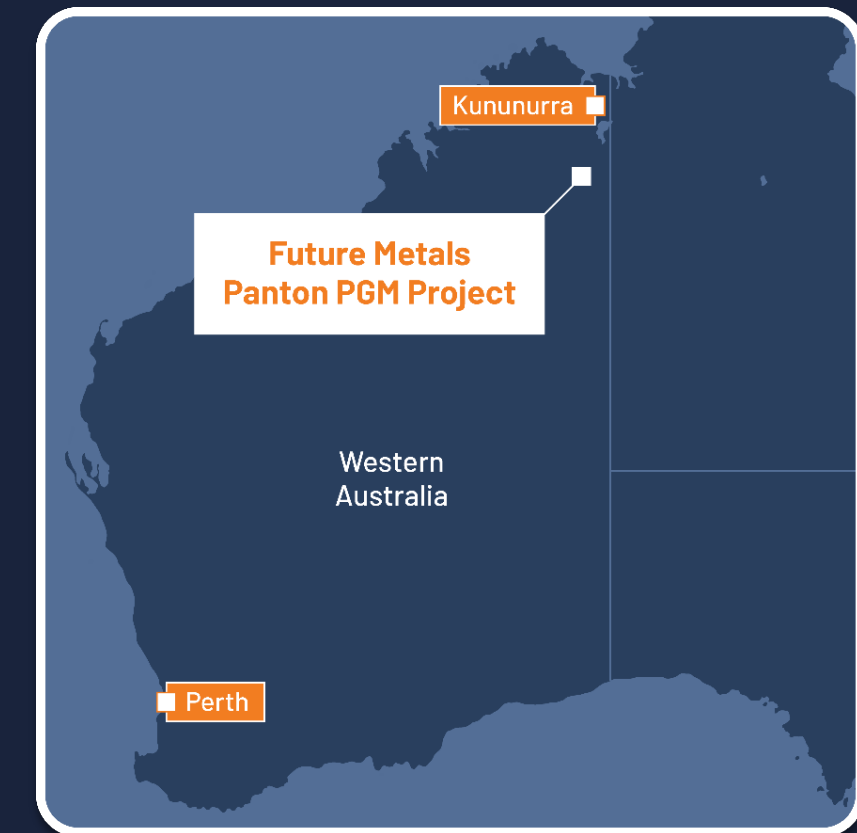 Kununurra
Future Metals
Panton PGM Project
Western
Australia
Perth